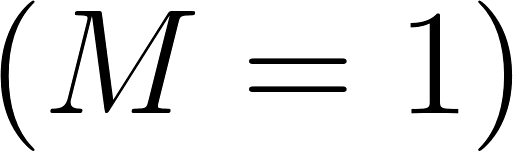 (M = 1)